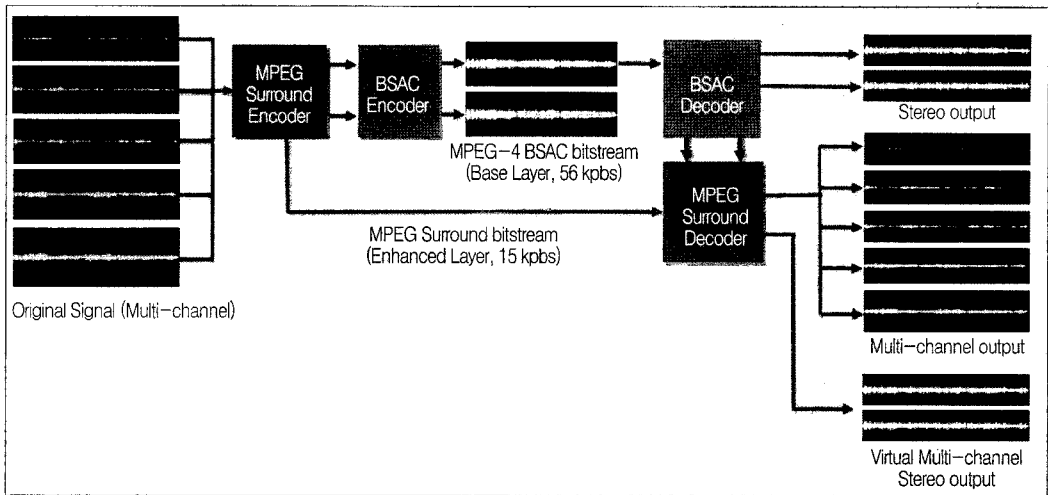 MPEG
Surround
Encoder
BSAC
Encoder
BSAC
Decoder
Stereo output
MPEG-4 BSAC bitstream
(Base Layer, 56 kpbs)
MPEG
Surround
Decoder
MPEG Surround bitstream
(Enhanced Layer, 15 kpbs)
Original Signal (Multi-channel)
Multi-channel output
Virtual Multi-channel
Stereo output